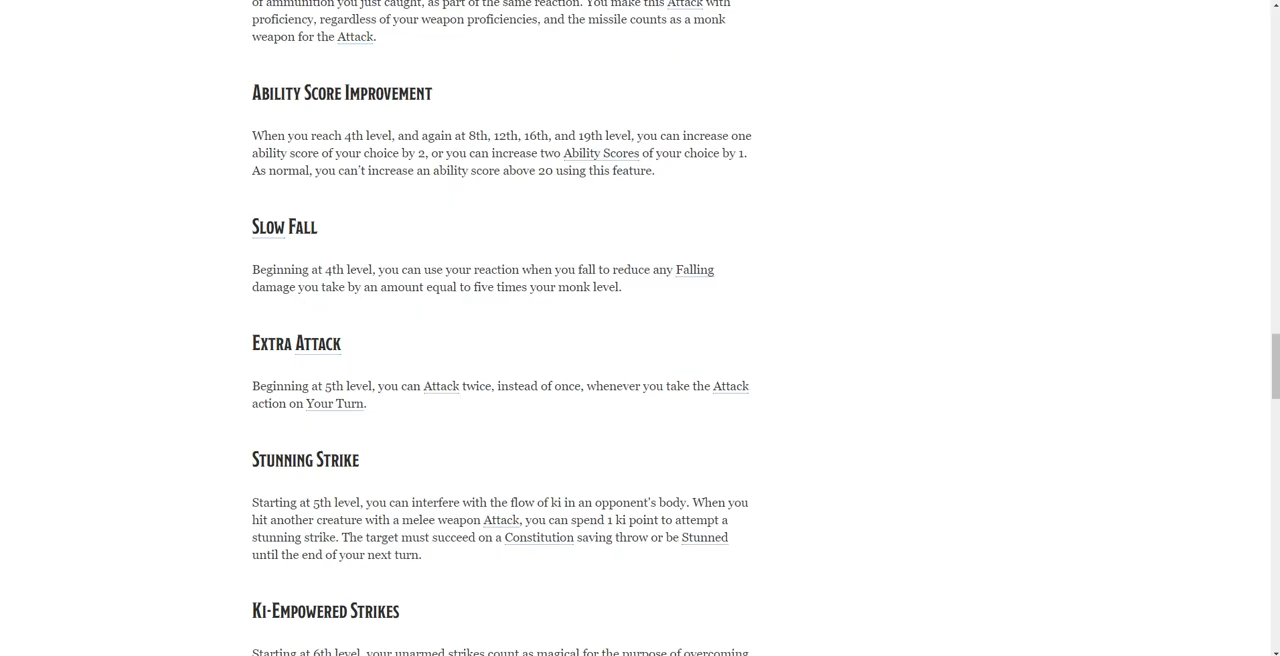 of ammunition you just caught, as part of the same reaction. You make this Attack with
proficiency, regardless of your weapon proficiencies, and the missile counts as a monk
weapon for the Attack.
Ability Score Improvement
When you reach 4th level, and again at 8th, 12th, 16th, and 19th level, you can increase one
ability score of your choice by 2, or you can increase two Ability Scores of your choice by 1.
As normal, you can't increase an ability score above 20 using this feature.
Slow Fall
Beginning at 4th level, you can use your reaction when you fall to reduce any Falling
damage you take by an amount equal to five times your monk level.
Extra Attack
Beginning at 5th level, you can Attack twice, instead of once, whenever you take the Attack
action on Your Turn.
Stunning Strike
Starting at 5th level, you can interfere with the flow of ki in an opponent's body. When you
hit another creature with a melee weapon Attack, you can spend 1 ki point to attempt a
stunning strike. The target must succeed on a Constitution saving throw or be Stunned
until the end of your next turn.
Ki-Empowered Strikes
Starting at 6th level, your unarmed strikes count as magical for the purpose of overcoming